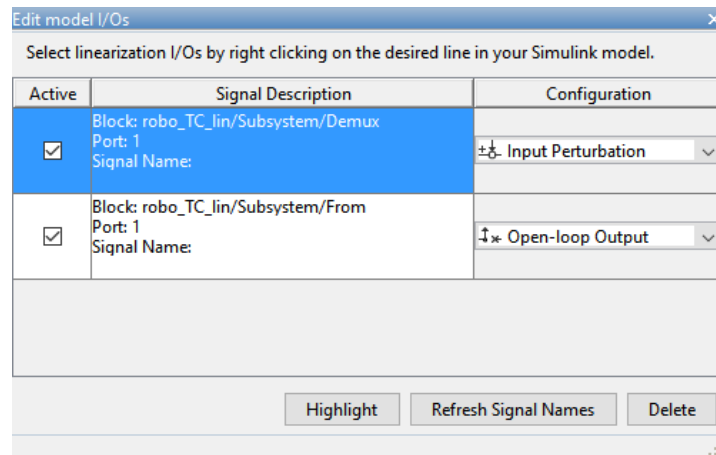 Edit model I/Os
Select linearization I/Os by right clicking on the desired line in your Simulink model.
Active Signal Description Configuration
Block: robo_TC_lin/Subsystem/Demux
Port: 1
Signal Name:
Input Perturbation
Block: robo_TC_lin/Subsystem/From
Port: 1
Signal Name:
Open-loop Output
Highlight Refresh Signal Names Delete